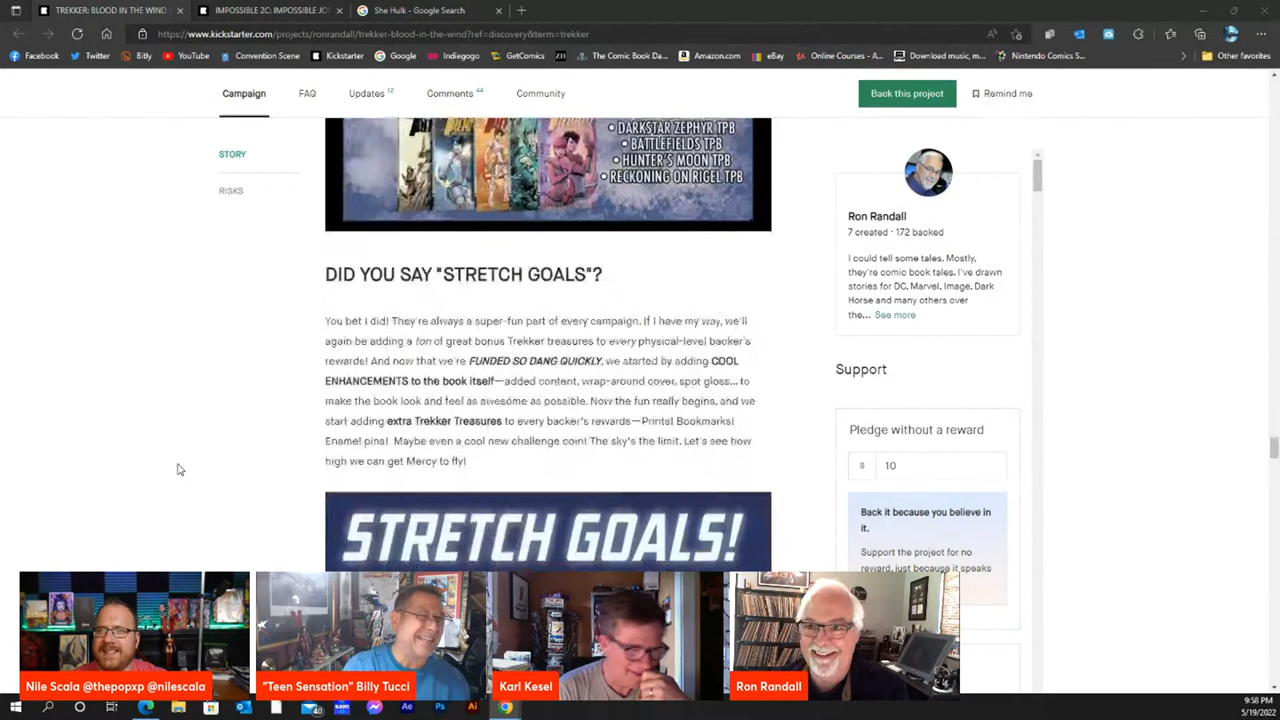 TREKKER: BLOOD IN THE WIND
IMPOSSIBLE 2C: IMPOSSIBLE JO
She Hulk - Google Search
https://www.kickstarter.com/projects/ronrandall/trekker-blood-in-the-wind?ref=discovery&term=trekker
Facebook
Twitter
Bitly
YouTube
Convention Scene
Kickstarter
Google
Indiegogo
GetComics
The Comic Book Da...
Amazon.com
eBay
Online Courses - A...
Download music, m...
Nintendo Comics S...
Other favorites
Campaign
FAQ
Updates 12
Comments 44
Community
Back this project
Remind me
STORY
RISKS
• DARKSTAR ZEPHYR TPB
• BATTLEFIELDS TPB
• HUNTER'S MOON TPB
• RECKONING ON RIGEL TPB
DID YOU SAY "STRETCH GOALS"?
You bet I did! They're always a super-fun part of every campaign. If I have my way, we'll
again be adding a ton of great bonus Trekker treasures to every physical-level backer's
rewards! And now that we're FUNDED SO DANG QUICKLY, we started by adding COOL
ENHANCEMENTS to the book itself—added content, wrap-around cover, spot gloss... to
make the book look and feel as awesome as possible. Now the fun really begins, and we
start adding extra Trekker Treasures to every backer's rewards—Prints! Bookmarks!
Enamel pins! Maybe even a cool new challenge coin! The sky's the limit. Let's see how
high we can get Mercy to fly!
STRETCH GOALS!
Ron Randall
7 created · 172 backed
I could tell some tales. Mostly,
they're comic book tales. I've drawn
stories for DC, Marvel, Image, Dark
Horse and many others over
the... See more
Support
Pledge without a reward
$ 10
Back it because you believe in
it.
Support the project for no
reward, just because it speaks
Nile Scala @thepopxp @nilescala
"Teen Sensation" Billy Tucci
Karl Kesel
Ron Randall
40
Ae
Ps
Ai
9:58 PM
5/19/2022